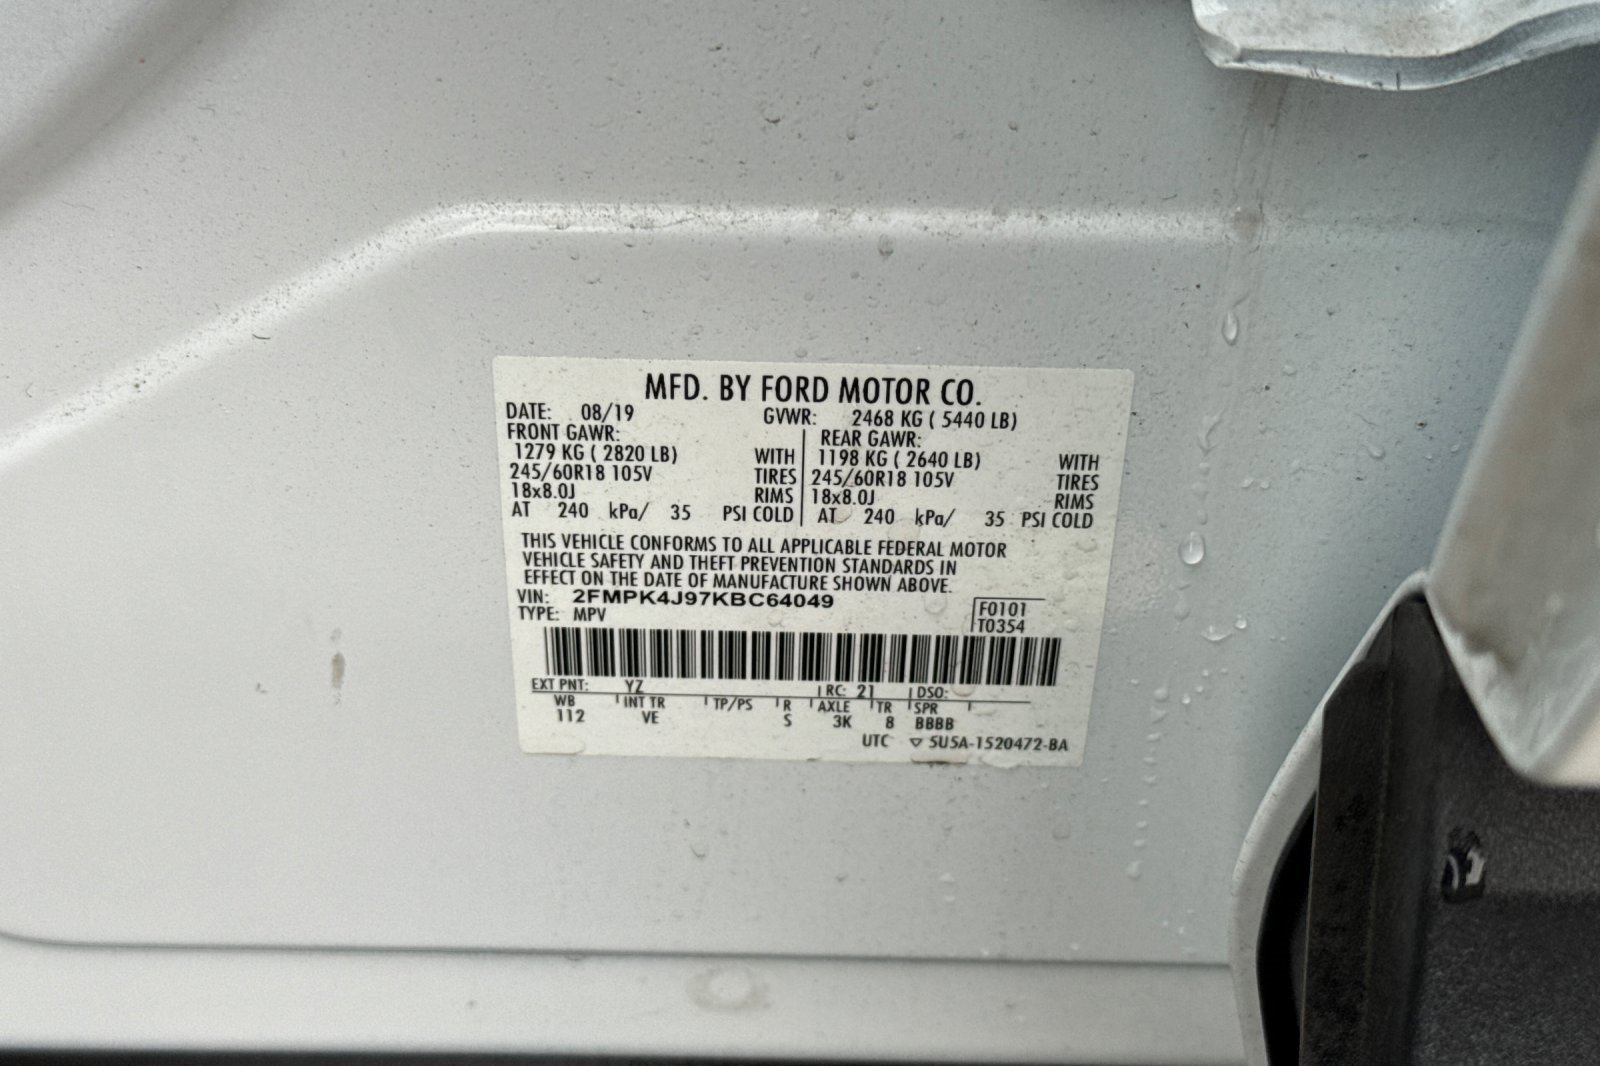 MFD. BY FORD MOTOR CO.
DATE: 08/19 GVWR: 2468 KG ( 5440 LB)
FRONT GAWR: REAR GAWR:
1279 KG ( 2820 LB) WITH 1198 KG ( 2640 LB) WITH
245/60R18 105V TIRES 245/60R18 105V TIRES
18x8.0J RIMS 18x8.0J RIMS
AT 240 kPa/ 35 PSI COLD AT 240 kPa/ 35 PSI COLD
THIS VEHICLE CONFORMS TO ALL APPLICABLE FEDERAL MOTOR
VEHICLE SAFETY AND THEFT PREVENTION STANDARDS IN
EFFECT ON THE DATE OF MANUFACTURE SHOWN ABOVE.
VIN: 2FMPK4J97KBC64049 F0101
TYPE: MPV T0354
EXT PNT: YZ RC: 21 DSO:
WB INT TR TP/PS R AXLE TR SPR
112 VE S 3K 8 BBBB
UTC ▽ 5U5A-1520472-BA